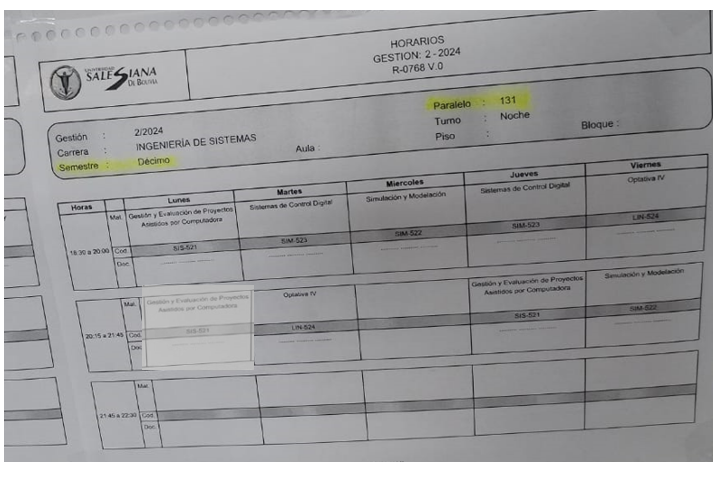 UNIVERSIDAD
SALESIANA
DE BOLIVIA
HORARIOS
GESTION: 2 - 2024
R-0768 V.0
Gestión : 2/2024
Carrera : INGENIERÍA DE SISTEMAS
Semestre : Décimo
Aula :
Paralelo : 131
Turno : Noche
Piso :
Bloque :
Horas Lunes Martes Miercoles Jueves Viernes
18:30 a 20:00
Mat. Gestión y Evaluación de Proyectos Asistidos por Computadora Sistemas de Control Digital Simulación y Modelación Sistemas de Control Digital Optativa IV
Cod. SIS-521 SIM-523 SIM-522 SIM-523 LIN-524
Doc.
20:15 a 21:45
Mat. Gestión y Evaluación de Proyectos Asistidos por Computadora Optativa IV Gestión y Evaluación de Proyectos Asistidos por Computadora Simulación y Modelación
Cod. SIS-521 LIN-524 SIS-521 SIM-522
Doc.
21:45 a 22:30
Mat.
Cod.
Doc.